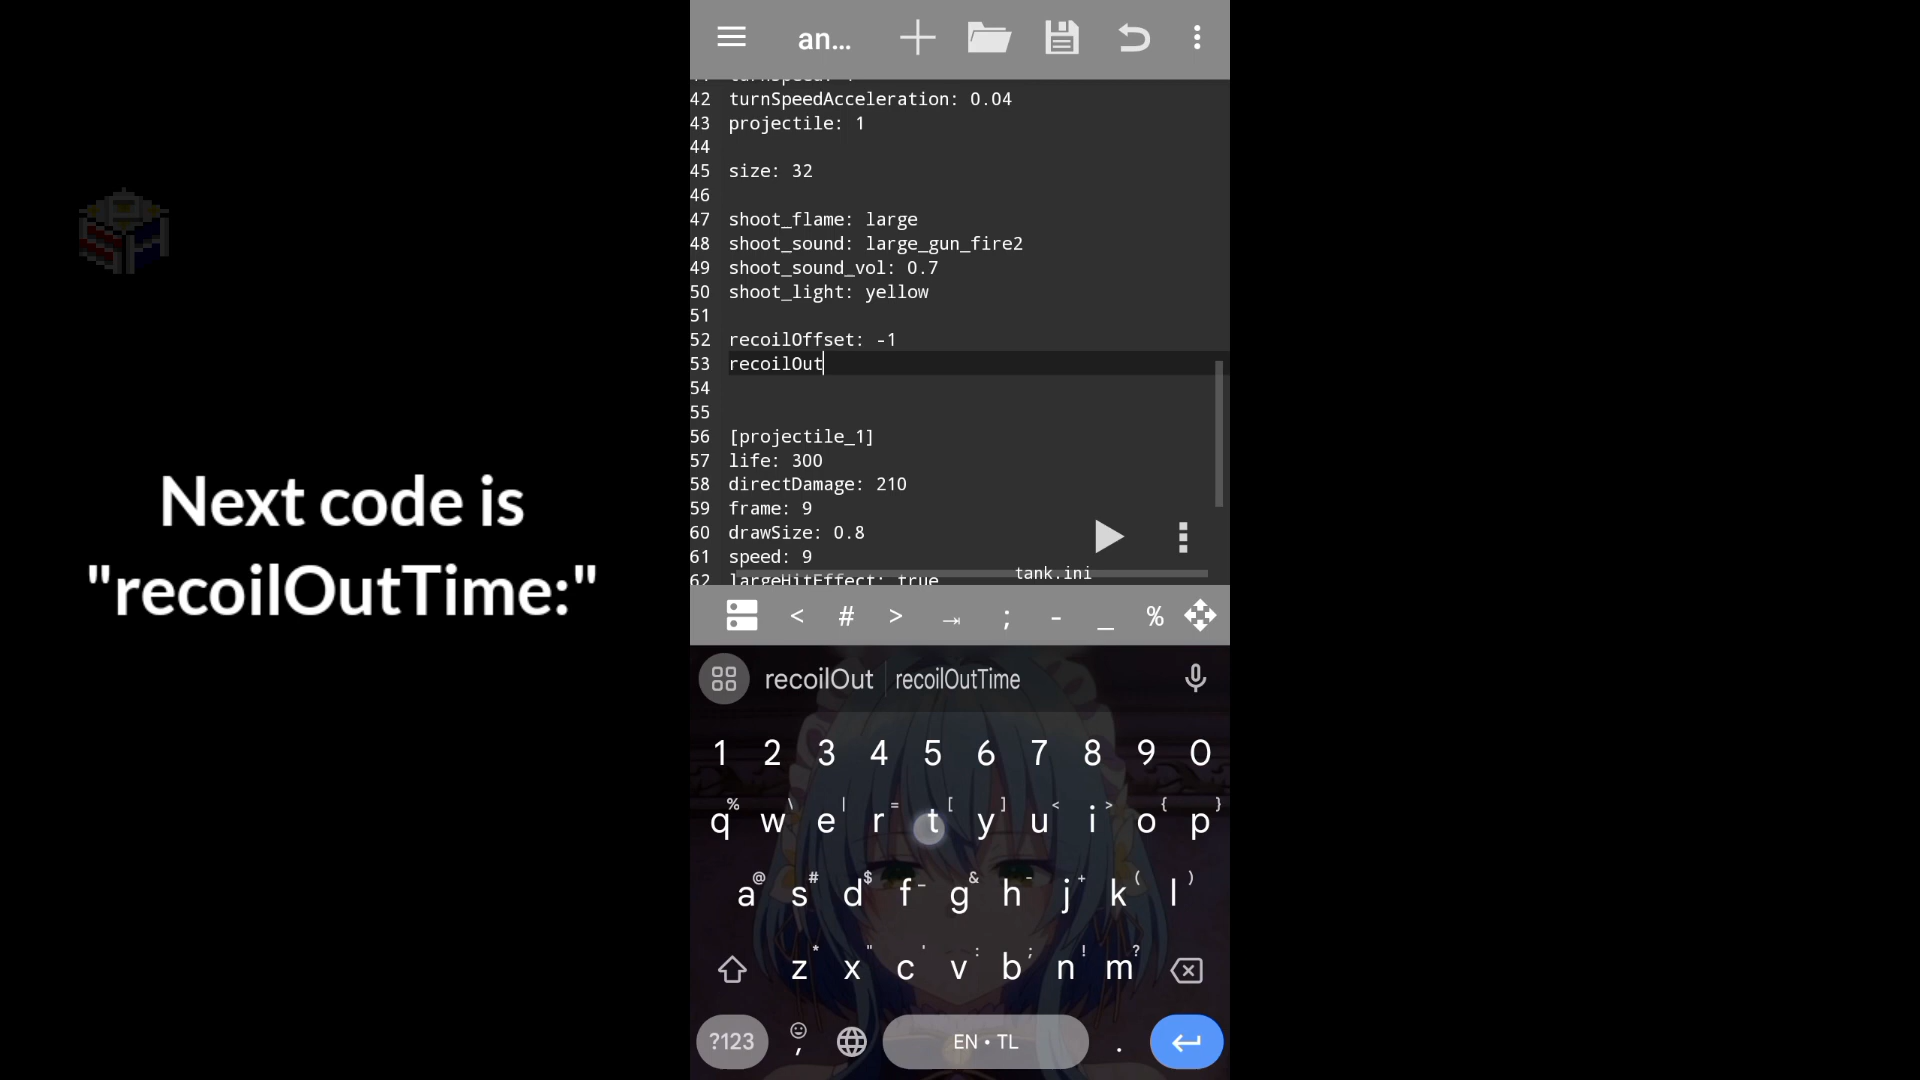 an...
42 turnSpeedAcceleration: 0.04
43 projectile: 1
44
45 size: 32
46
47 shoot_flame: large
48 shoot_sound: large_gun_fire2
49 shoot_sound_vol: 0.7
50 shoot_light: yellow
51
52 recoilOffset: -1
53 recoilOut
54
55
56 [projectile_1]
57 life: 300
58 directDamage: 210
59 frame: 9
60 drawSize: 0.8
61 speed: 9
62 largeHitEffect: true
tank.ini
Next code is
"recoilOutTime:"
< # > ⇥ ; - _ %
recoilOut recoilOutTime
1 2 3 4 5 6 7 8 9 0
% \ | = [ ] < > { }
q w e r t y u i o p
@ # $ _ & - + ( )
a s d f g h j k l
* " ' : ; ! ?
z x c v b n m
?123 , EN • TL .